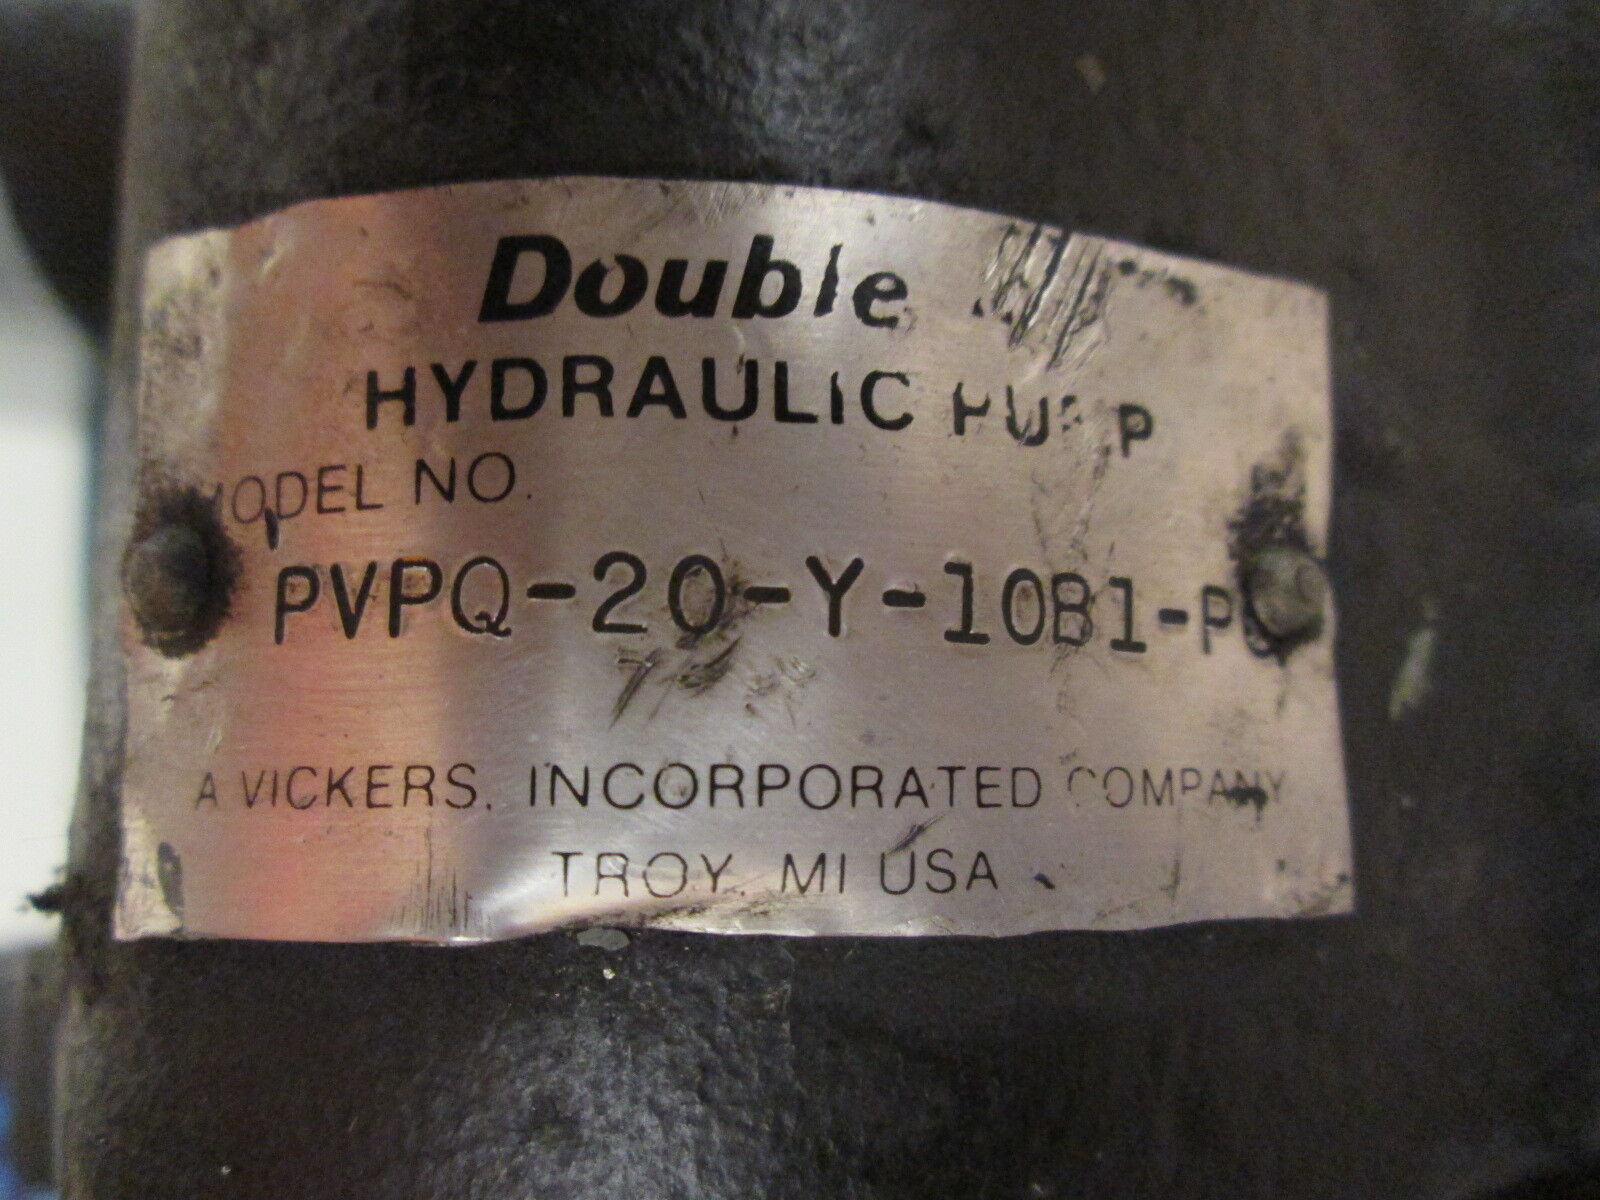 Double
HYDRAULIC PUMP
MODEL NO.
PVPQ-20-Y-10B1-P
A VICKERS, INCORPORATED COMPANY
TROY, MI USA